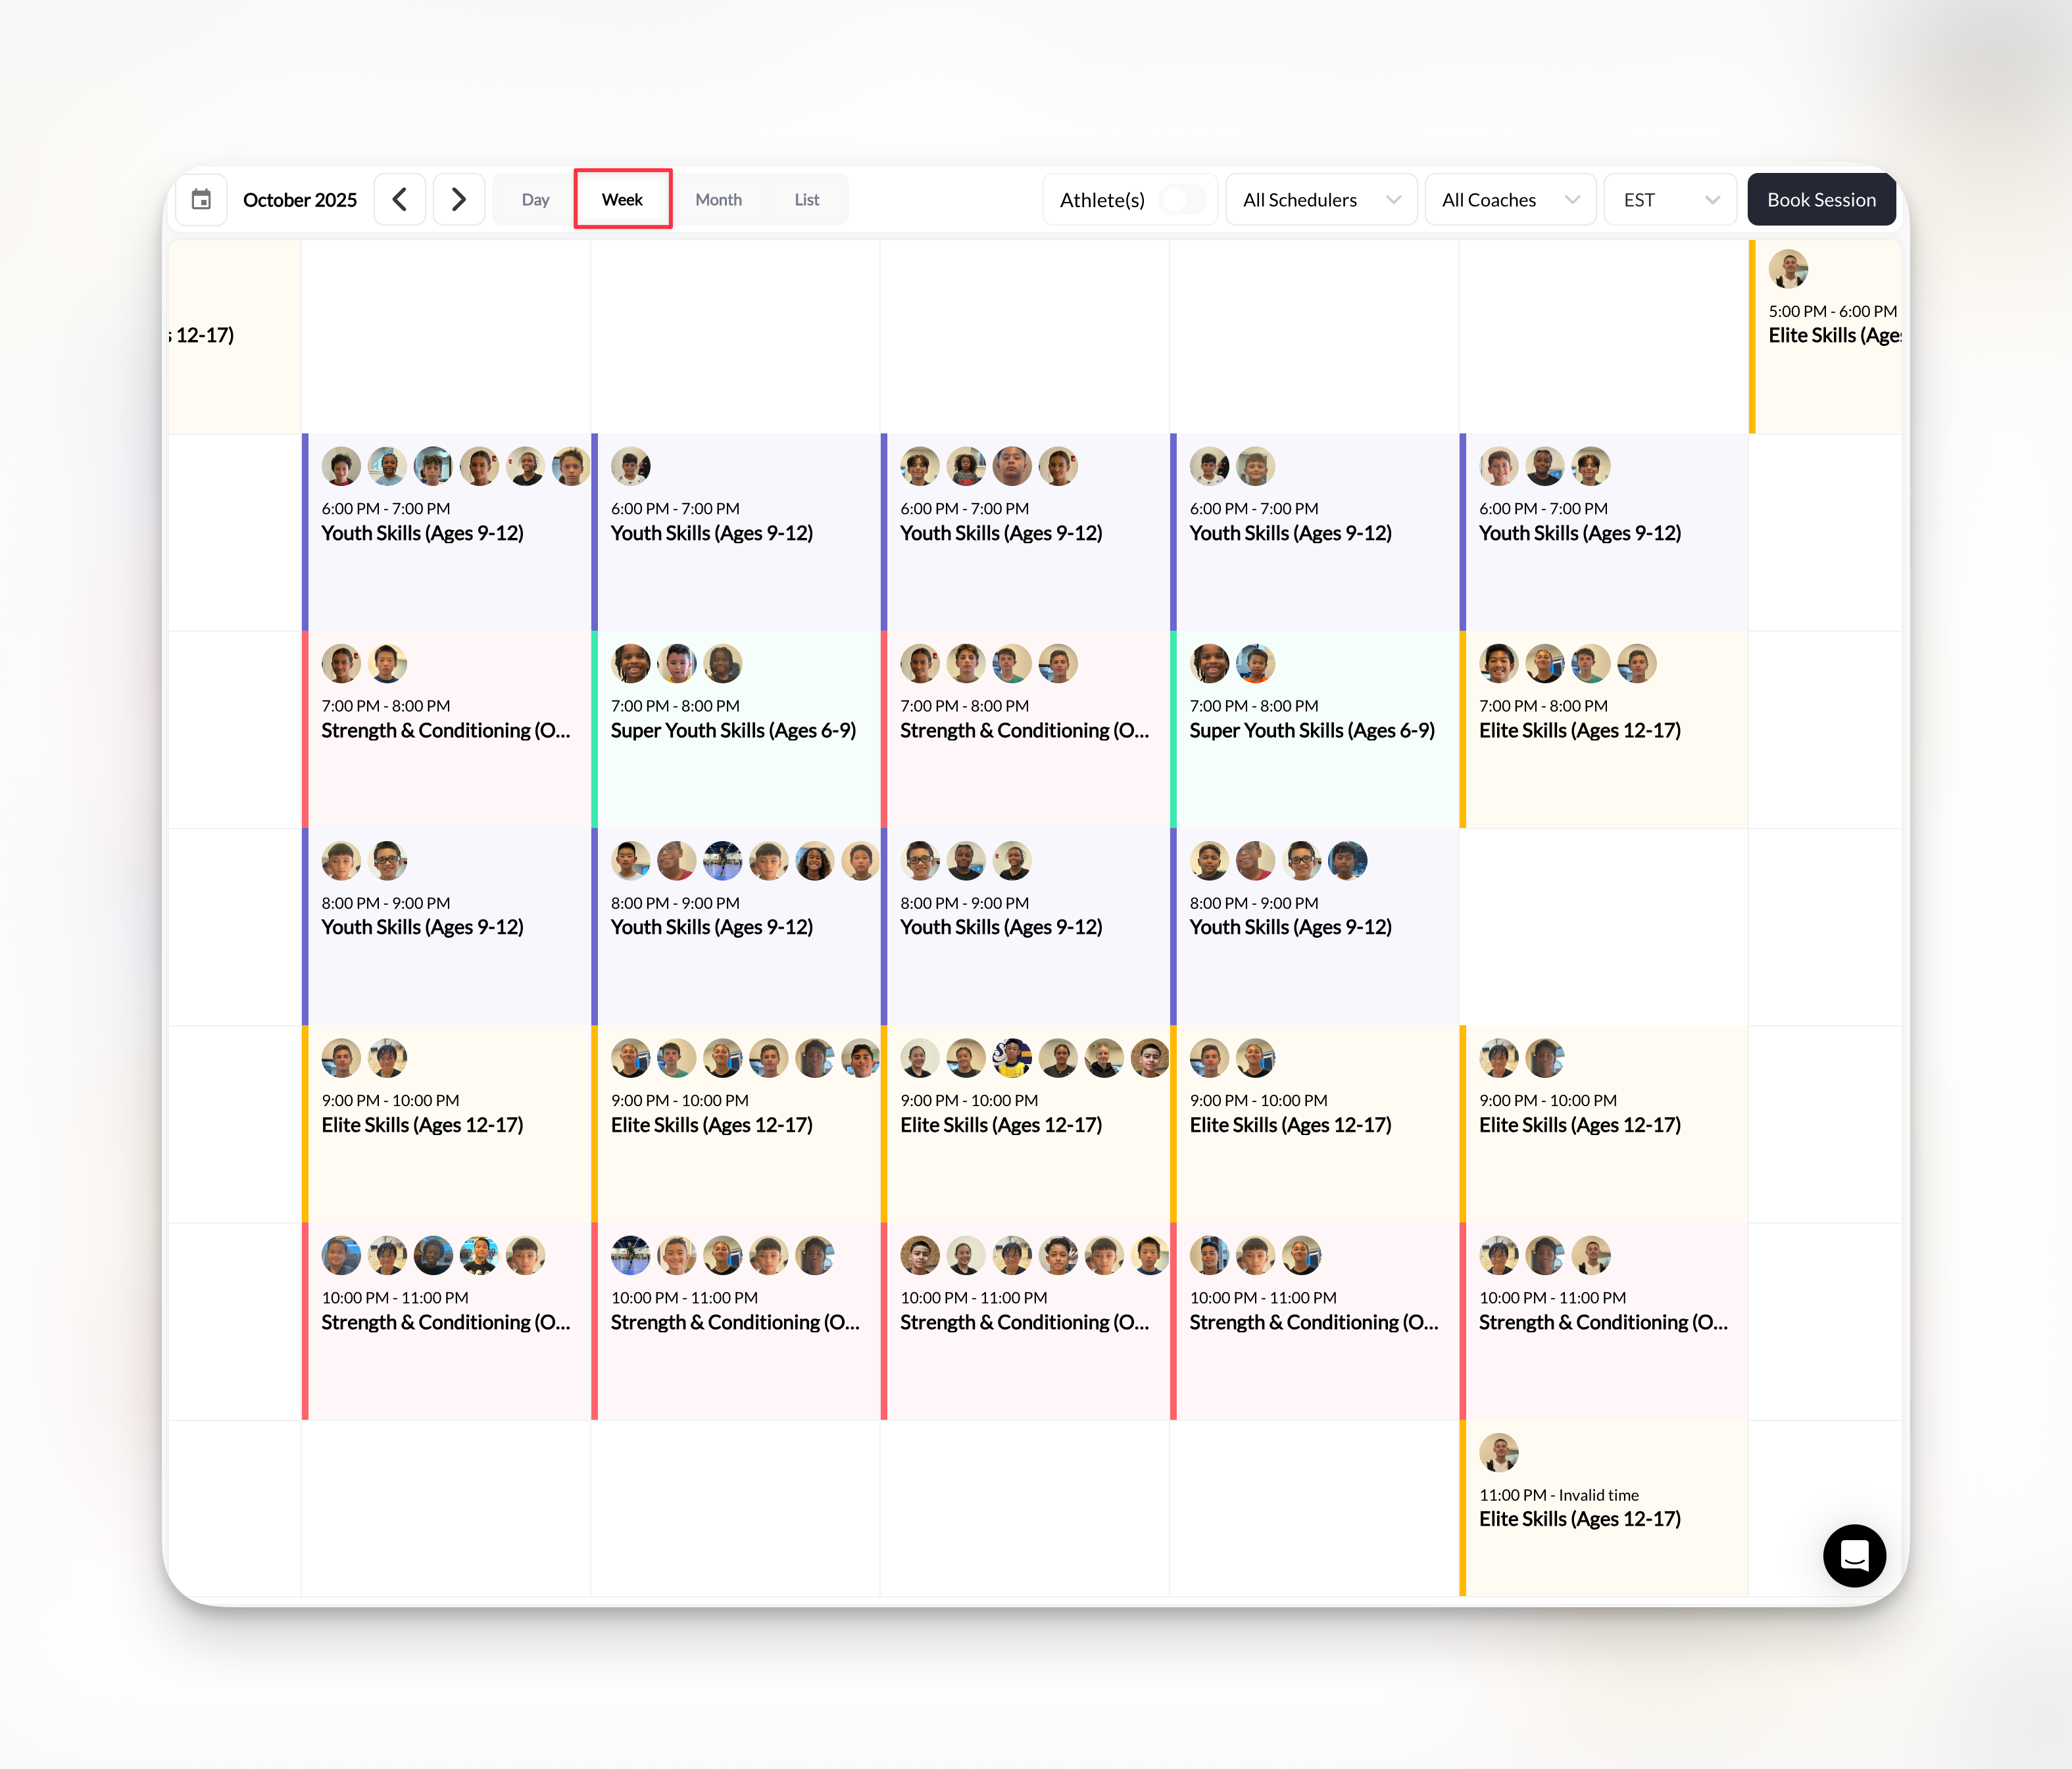 October 2025
Day
Week
Month
List
Athlete(s)
All Schedulers
All Coaches
EST
Book Session
12-17)
5:00 PM - 6:00 PM
Elite Skills (Ages
6:00 PM - 7:00 PM
Youth Skills (Ages 9-12)
6:00 PM - 7:00 PM
Youth Skills (Ages 9-12)
6:00 PM - 7:00 PM
Youth Skills (Ages 9-12)
6:00 PM - 7:00 PM
Youth Skills (Ages 9-12)
6:00 PM - 7:00 PM
Youth Skills (Ages 9-12)
7:00 PM - 8:00 PM
Strength & Conditioning (O...
7:00 PM - 8:00 PM
Super Youth Skills (Ages 6-9)
7:00 PM - 8:00 PM
Strength & Conditioning (O...
7:00 PM - 8:00 PM
Super Youth Skills (Ages 6-9)
7:00 PM - 8:00 PM
Elite Skills (Ages 12-17)
8:00 PM - 9:00 PM
Youth Skills (Ages 9-12)
8:00 PM - 9:00 PM
Youth Skills (Ages 9-12)
8:00 PM - 9:00 PM
Youth Skills (Ages 9-12)
8:00 PM - 9:00 PM
Youth Skills (Ages 9-12)
9:00 PM - 10:00 PM
Elite Skills (Ages 12-17)
9:00 PM - 10:00 PM
Elite Skills (Ages 12-17)
9:00 PM - 10:00 PM
Elite Skills (Ages 12-17)
9:00 PM - 10:00 PM
Elite Skills (Ages 12-17)
9:00 PM - 10:00 PM
Elite Skills (Ages 12-17)
10:00 PM - 11:00 PM
Strength & Conditioning (O...
10:00 PM - 11:00 PM
Strength & Conditioning (O...
10:00 PM - 11:00 PM
Strength & Conditioning (O...
10:00 PM - 11:00 PM
Strength & Conditioning (O...
10:00 PM - 11:00 PM
Strength & Conditioning (O...
11:00 PM - Invalid time
Elite Skills (Ages 12-17)